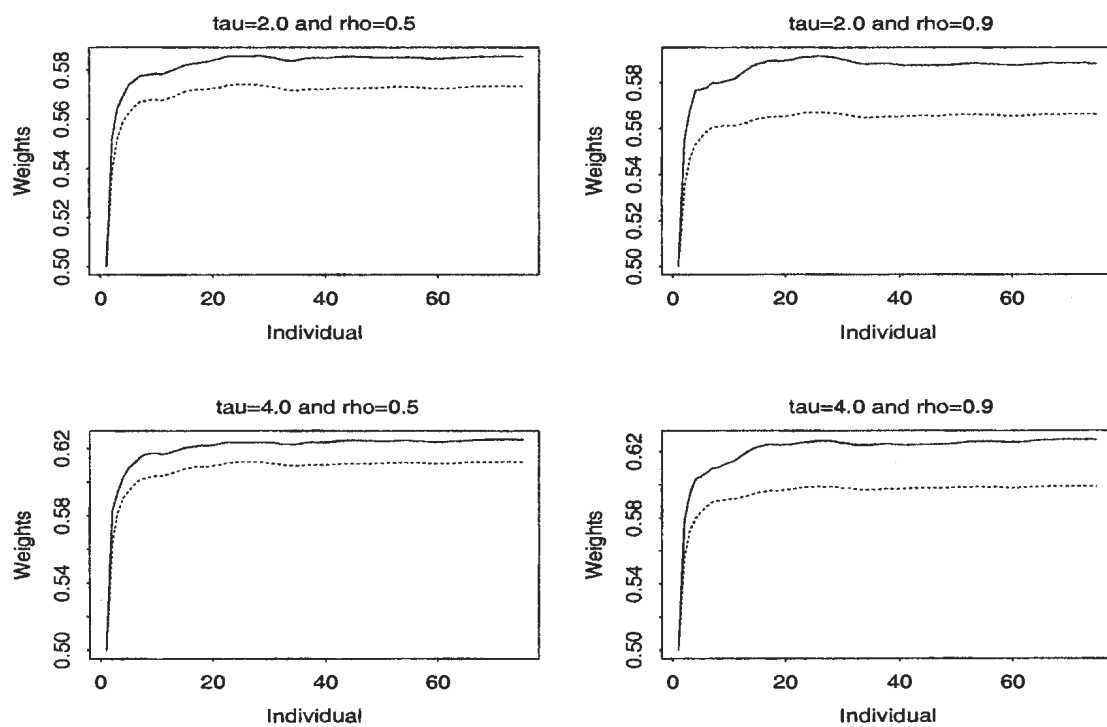 tau=2.0 and rho=0.5
Weights
0.50 0.52 0.54 0.56 0.58
0 20 40 60
Individual
tau=2.0 and rho=0.9
Weights
0.50 0.52 0.54 0.56 0.58
0 20 40 60
Individual
tau=4.0 and rho=0.5
Weights
0.50 0.54 0.58 0.62
0 20 40 60
Individual
tau=4.0 and rho=0.9
Weights
0.50 0.54 0.58 0.62
0 20 40 60
Individual